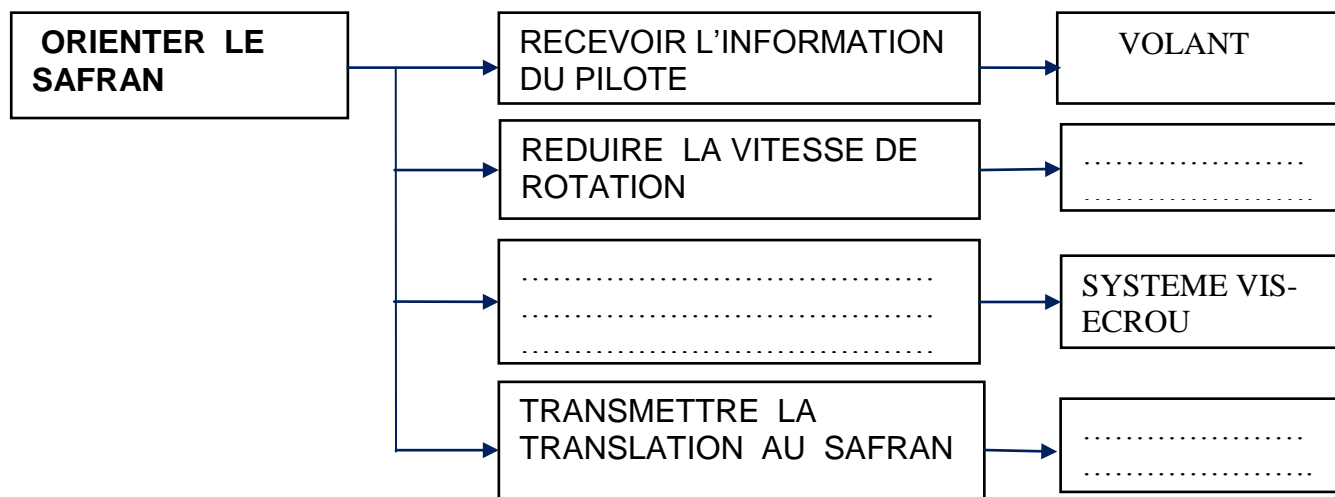 ORIENTER LE
SAFRAN
RECEVOIR L’INFORMATION
DU PILOTE
VOLANT
REDUIRE LA VITESSE DE
ROTATION
.....................
......................
.......................................
.......................................
.......................................
SYSTEME VIS-
ECROU
TRANSMETTRE LA
TRANSLATION AU SAFRAN
.....................
......................